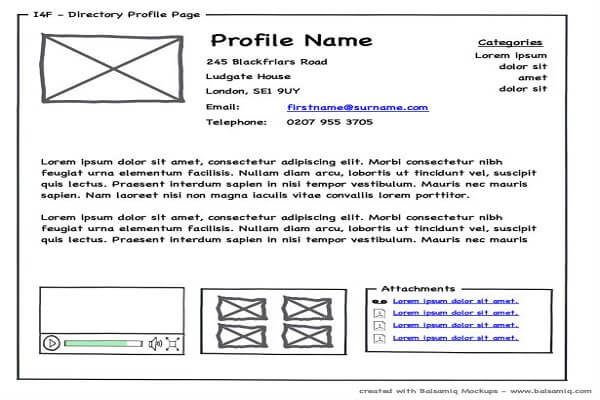 I4F - Directory Profile Page
Profile Name
245 Blackfriars Road
Ludgate House
London, SE1 9UY
Email: firstname@surname.com
Telephone: 0207 955 3705
Categories
Lorem ipsum
dolor sit
amet
dolor sit
Lorem ipsum dolor sit amet, consectetur adipiscing elit. Morbi consectetur nibh
feugiat urna elementum facilisis. Nullam diam arcu, lobortis ut tincidunt vel, suscipit
quis lectus. Praesent interdum sapien in nisi tempor vestibulum. Mauris nec mauris
sapien. Nam laoreet nisi non magna iaculis vitae convallis lorem porttitor.
Lorem ipsum dolor sit amet, consectetur adipiscing elit. Morbi consectetur nibh
feugiat urna elementum facilisis. Nullam diam arcu, lobortis ut tincidunt vel, suscipit
quis lectus. Praesent interdum sapien in nisi tempor vestibulum. Mauris nec mauris
Attachments
Lorem ipsum dolor sit amet.
Lorem ipsum dolor sit amet.
Lorem ipsum dolor sit amet.
Lorem ipsum dolor sit amet.
created with Balsamiq Mockups - www.balsamiq.com